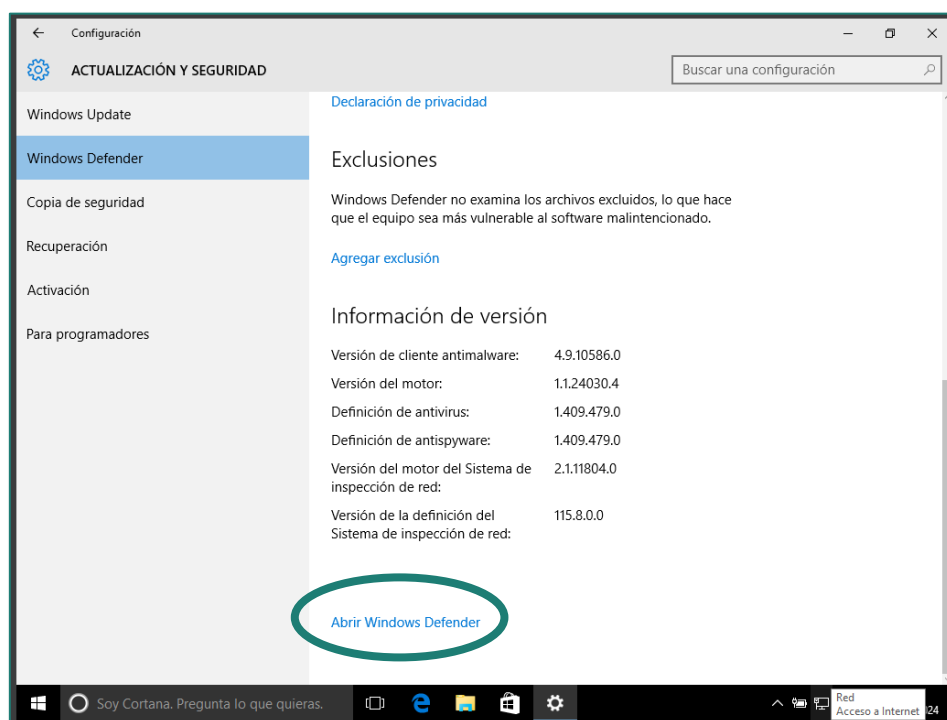 Configuración
ACTUALIZACIÓN Y SEGURIDAD
Buscar una configuración
Windows Update
Windows Defender
Copia de seguridad
Recuperación
Activación
Para programadores
Declaración de privacidad
Exclusiones
Windows Defender no examina los archivos excluidos, lo que hace
que el equipo sea más vulnerable al software malintencionado.
Agregar exclusión
Información de versión
Versión de cliente antimalware: 4.9.10586.0
Versión del motor: 1.1.24030.4
Definición de antivirus: 1.409.479.0
Definición de antispyware: 1.409.479.0
Versión del motor del Sistema de 2.1.11804.0
inspección de red:
Versión de la definición del 115.8.0.0
Sistema de inspección de red:
Abrir Windows Defender
Soy Cortana. Pregunta lo que quieras.
Red
Acceso a Internet
024